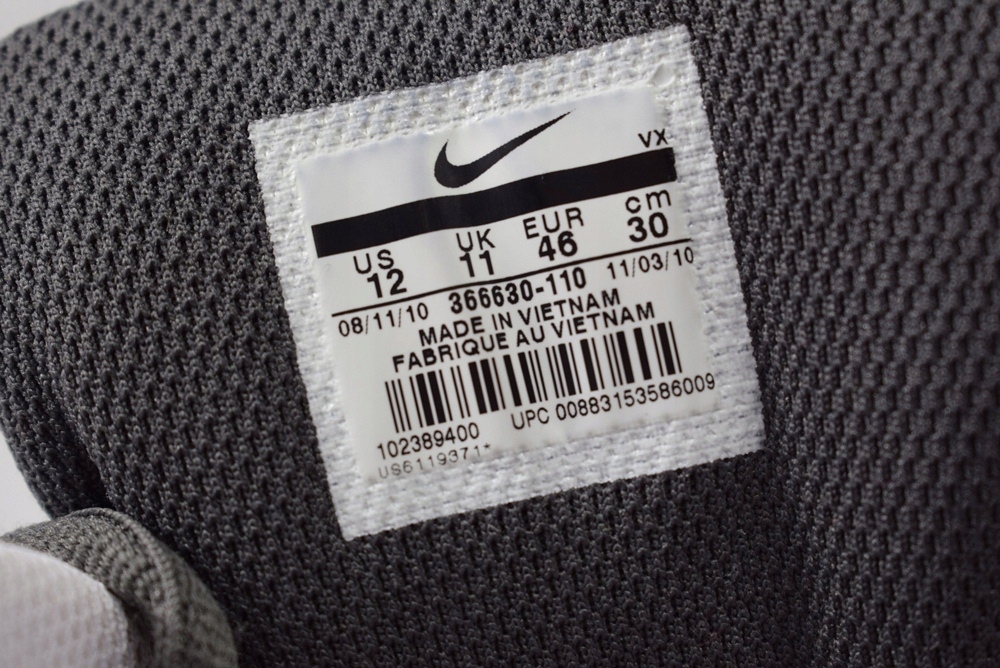 VX
US UK EUR cm
12 11 46 30
08/11/10 366630-110 11/03/10
MADE IN VIETNAM
FABRIQUE AU VIETNAM
102389400 UPC 00883153586009
US6119371*